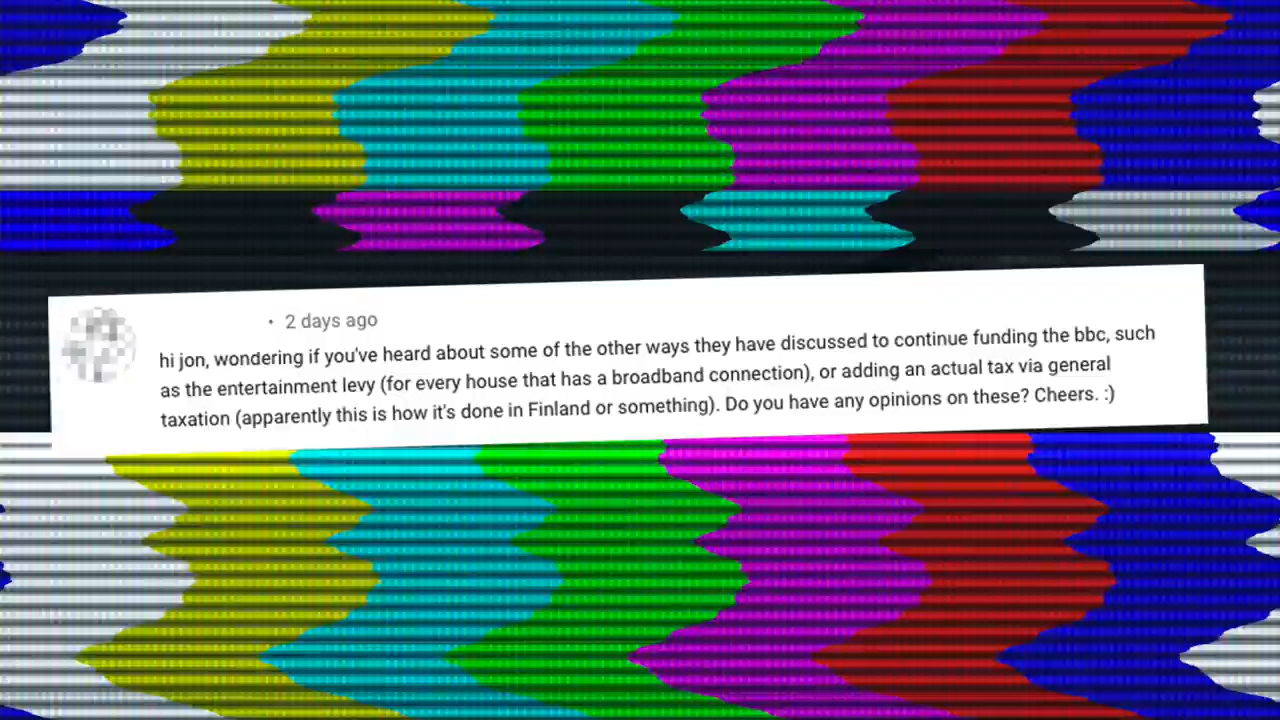 • 2 days ago
hi jon, wondering if you've heard about some of the other ways they have discussed to continue funding the bbc, such
as the entertainment levy (for every house that has a broadband connection), or adding an actual tax via general
taxation (apparently this is how it's done in Finland or something). Do you have any opinions on these? Cheers. :)